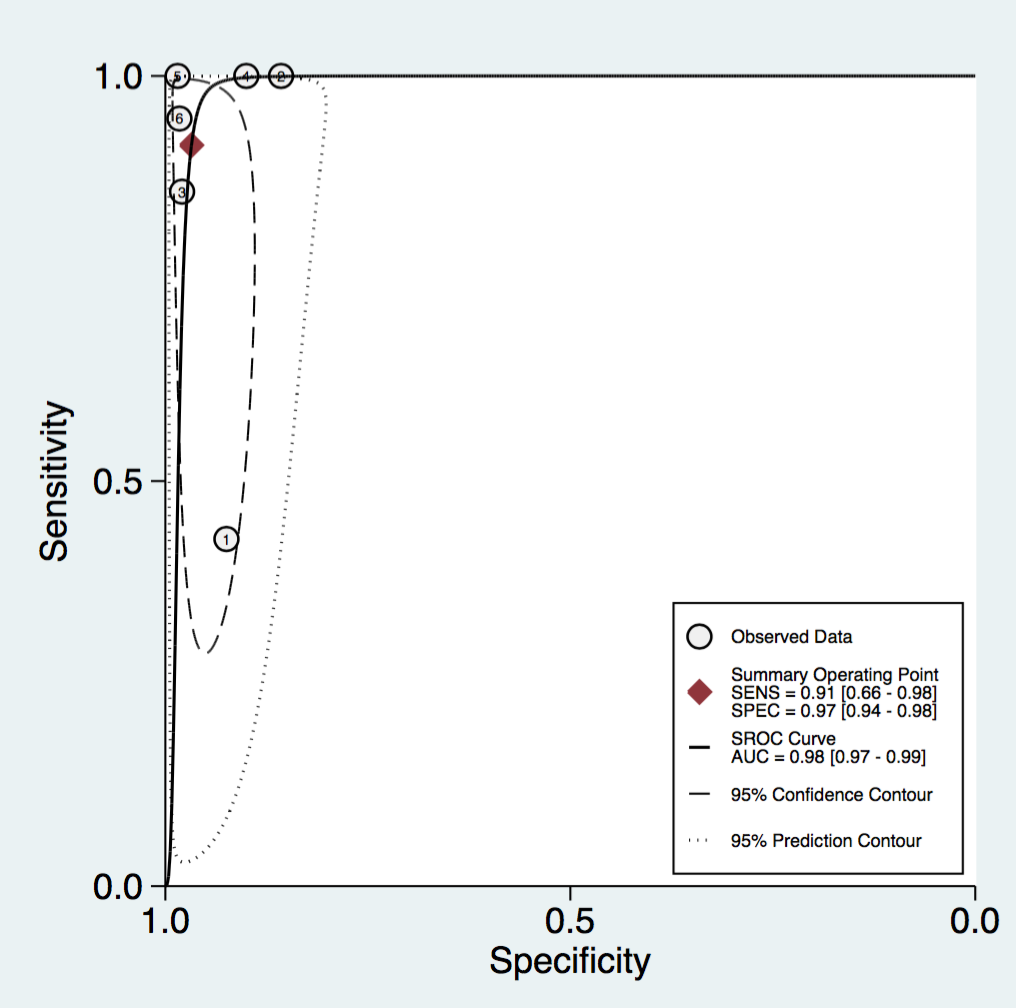 1.0
5
4
2
6
3
Sensitivity
0.5
1
Observed Data
Summary Operating Point
SENS = 0.91 [0.66 - 0.98]
SPEC = 0.97 [0.94 - 0.98]
SROC Curve
AUC = 0.98 [0.97 - 0.99]
95% Confidence Contour
95% Prediction Contour
0.0
1.0
0.5
0.0
Specificity